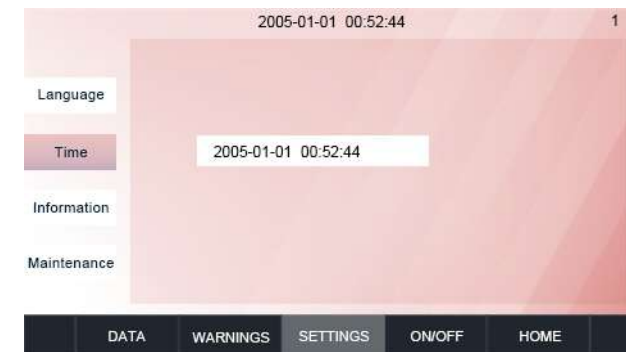 2005-01-01 00:52:44 1
Language
Time
2005-01-01 00:52:44
Information
Maintenance
DATA WARNINGS SETTINGS ON/OFF HOME